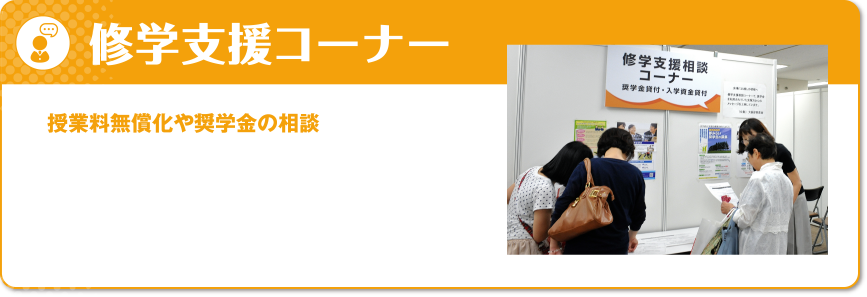 修学支援コーナー
授業料無償化や奨学金の相談
修学支援相談
コーナー
奨学金貸付・入学資金貸付